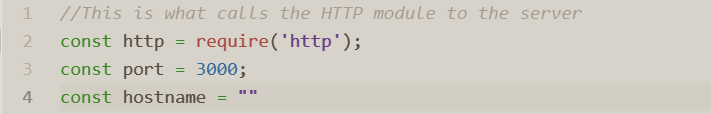 1 //This is what calls the HTTP module to the server
2 const http = require('http');
3 const port = 3000;
4 const hostname = ""